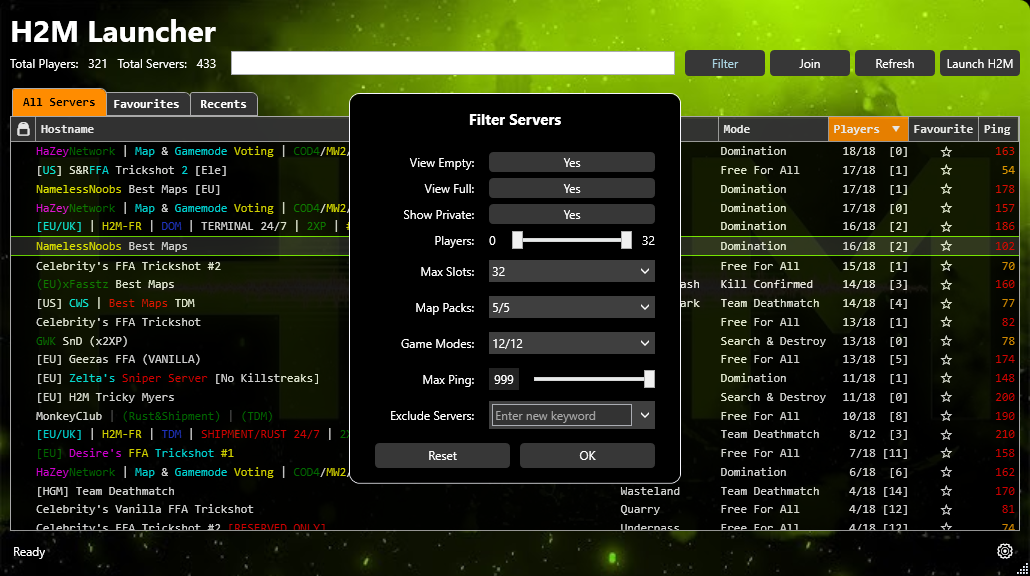 H2M Launcher
Total Players: 321 Total Servers: 433
Filter Join Refresh Launch H2M
All Servers Favourites Recents
Hostname Mode Players ▼ Favourite Ping
HaZeyNetwork | Map & Gamemode Voting | COD4/MW2/ Domination 18/18 [0] ☆ 163
[US] S&RFFA Trickshot 2 [Ele] Free For All 17/18 [1] ☆ 54
NamelessNoobs Best Maps [EU] Domination 17/18 [1] ☆ 178
HaZeyNetwork | Map & Gamemode Voting | COD4/MW2/ Domination 17/18 [0] ☆ 157
[EU/UK] | H2M-FR | DOM | TERMINAL 24/7 | 2XP | Domination 16/18 [2] ☆ 186
NamelessNoobs Best Maps Domination 16/18 [2] ☆ 102
Celebrity's FFA Trickshot #2 Free For All 15/18 [1] ☆ 70
(EU)xFasstz Best Maps ash Kill Confirmed 14/18 [3] ☆ 160
[US] CWS | Best Maps TDM ark Team Deathmatch 14/18 [4] ☆ 77
Celebrity's FFA Trickshot Free For All 13/18 [1] ☆ 82
GWK SnD (x2XP) Search & Destroy 13/18 [0] ☆ 78
[EU] Geezas FFA (VANILLA) Free For All 13/18 [5] ☆ 174
[EU] Zelta's Sniper Server [No Killstreaks] Domination 11/18 [1] ☆ 148
[EU] H2M Tricky Myers Search & Destroy 11/18 [0] ☆ 200
MonkeyClub | (Rust&Shipment) | (TDM) Free For All 10/18 [8] ☆ 190
[EU/UK] | H2M-FR | TDM | SHIPMENT/RUST 24/7 | 2 Team Deathmatch 8/12 [3] ☆ 210
[EU] Desire's FFA Trickshot #1 Free For All 7/18 [11] ☆ 158
HaZeyNetwork | Map & Gamemode Voting | COD4/MW2/ Domination 6/18 [6] ☆ 162
[HGM] Team Deathmatch Wasteland Team Deathmatch 4/18 [14] ☆ 170
Celebrity's Vanilla FFA Trickshot Quarry Free For All 4/18 [12] ☆ 81
Celebrity's FFA Trickshot #2 [RESERVED ONLY] Underpass Free For All 4/18 [12] ☆ 74
Filter Servers
View Empty: Yes
View Full: Yes
Show Private: Yes
Players: 0 32
Max Slots: 32
Map Packs: 5/5
Game Modes: 12/12
Max Ping: 999
Exclude Servers: Enter new keyword
Reset OK
Ready